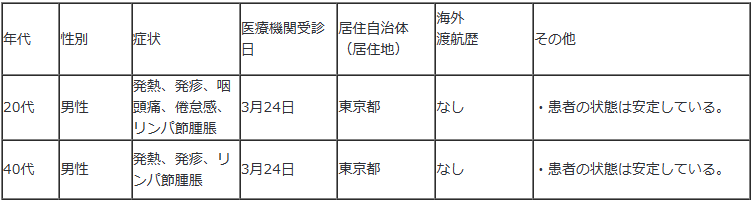 年代
性別
症状
医療機関受診
日
居住自治体
（居住地）
海外
渡航歴
その他
20代
男性
発熱、発疹、咽
頭痛、倦怠感、
リンパ節腫脹
3月24日
東京都
なし
・患者の状態は安定している。
40代
男性
発熱、発疹、リ
ンパ節腫脹
3月24日
東京都
なし
・患者の状態は安定している。